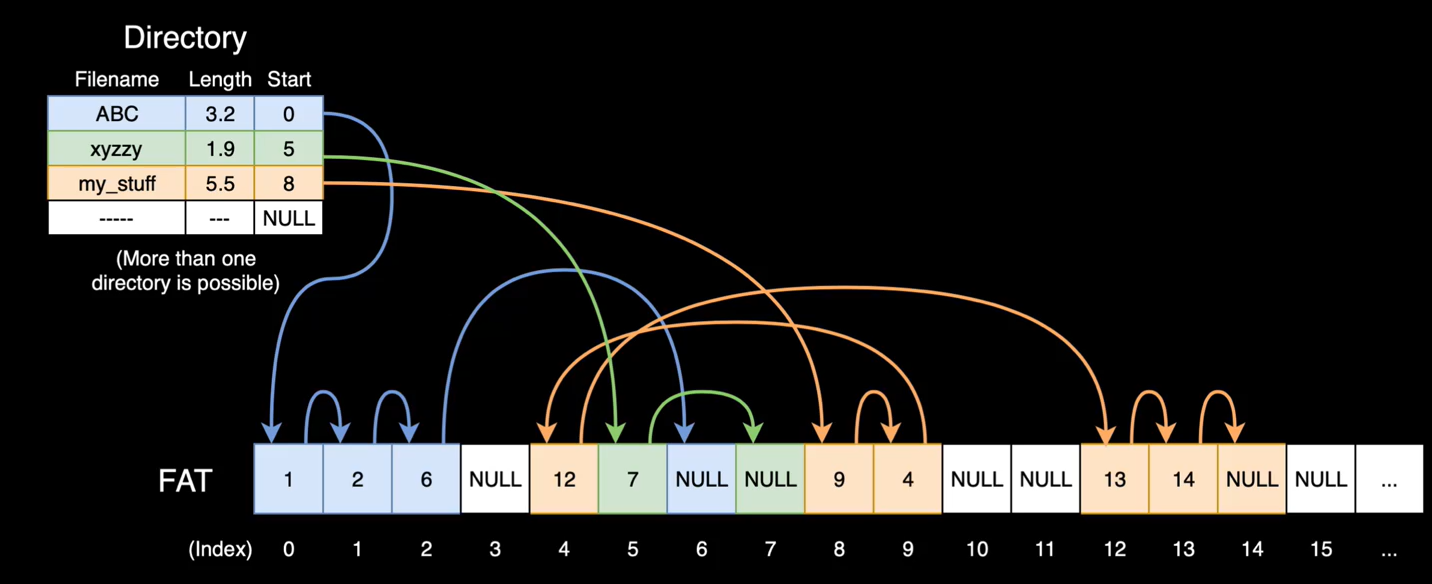 Directory
Filename Length Start
ABC 3.2 0
xyzzy 1.9 5
my_stuff 5.5 8
----- --- NULL
(More than one
directory is possible)
FAT 1 2 6 NULL 12 7 NULL NULL 9 4 NULL NULL 13 14 NULL NULL ...
(Index) 0 1 2 3 4 5 6 7 8 9 10 11 12 13 14 15 ...